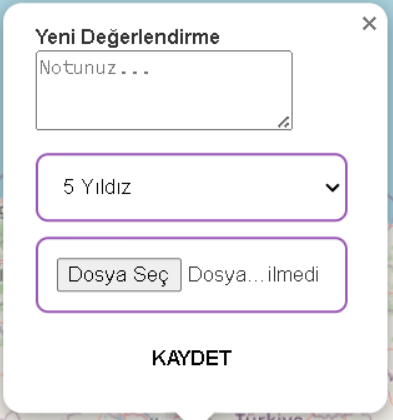 ×
Yeni Değerlendirme
Notunuz...
5 Yıldız
Dosya Seç Dosya...ilmedi
KAYDET
Türkiye